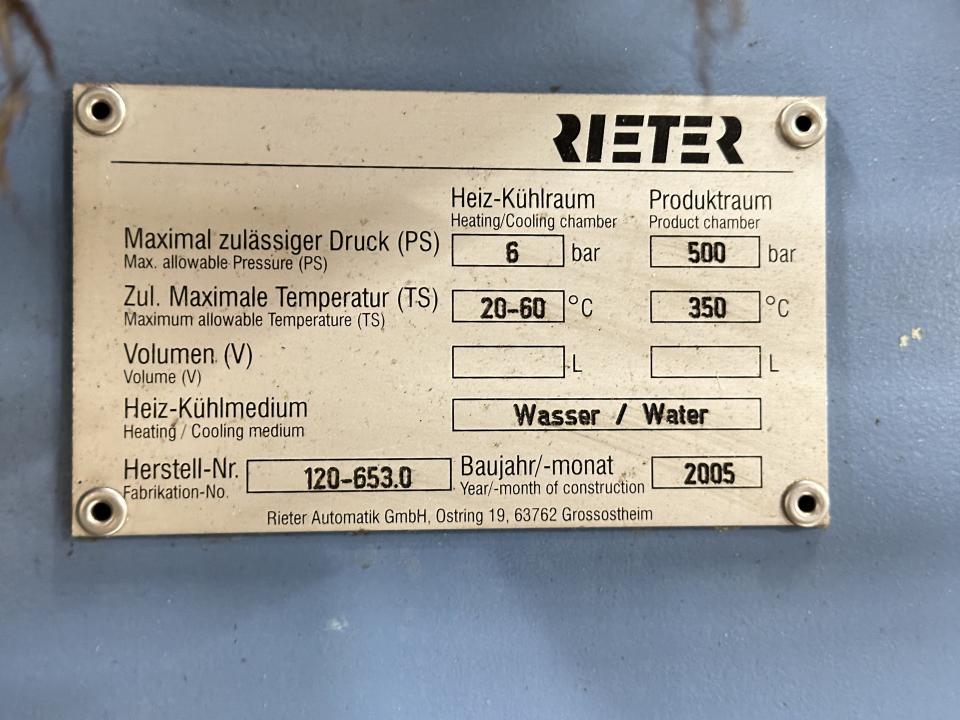 RIETER
Heiz-Kühlraum Produktraum
Heating/Cooling chamber Product chamber
Maximal zulässiger Druck (PS) 6 bar 500 bar
Max. allowable Pressure (PS)
Zul. Maximale Temperatur (TS) 20-60 °C 350 °C
Maximum allowable Temperature (TS)
Volumen (V) L L
Volume (V)
Heiz-Kühlmedium Wasser / Water
Heating / Cooling medium
Herstell-Nr. 120-653.0 Baujahr/-monat 2005
Fabrikation-No. Year/-month of construction
Rieter Automatik GmbH, Ostring 19, 63762 Grossostheim